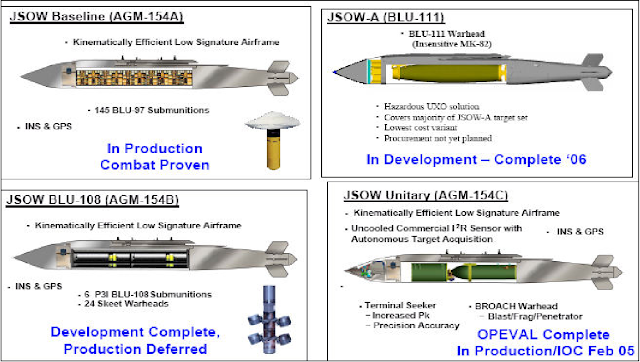 JSOW Baseline (AGM-154A)
• Kinematically Efficient Low Signature Airframe
• 145 BLU-97 Submunitions
• INS & GPS
In Production
Combat Proven
JSOW-A (BLU-111)
• BLU-111 Warhead
(Insensitive MK-82)
• Hazardous UXO solution
• Covers majority of JSOW-A target set
• Lowest cost variant
• Procurement not yet planned
In Development – Complete '06
JSOW BLU-108 (AGM-154B)
• Kinematically Efficient Low Signature Airframe
• INS & GPS
• 6 P3I BLU-108 Submunitions
• 24 Skeet Warheads
Development Complete,
Production Deferred
JSOW Unitary (AGM-154C)
• Kinematically Efficient Low Signature Airframe
• Uncooled Commercial I²R Sensor with
Autonomous Target Acquisition
• INS & GPS
• Terminal Seeker
– Increased Pk
– Precision Accuracy
• BROACH Warhead
– Blast/Frag/Penetrator
OPEVAL Complete
In Production/IOC Feb 05